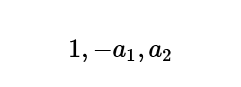 1, −a₁, a₂